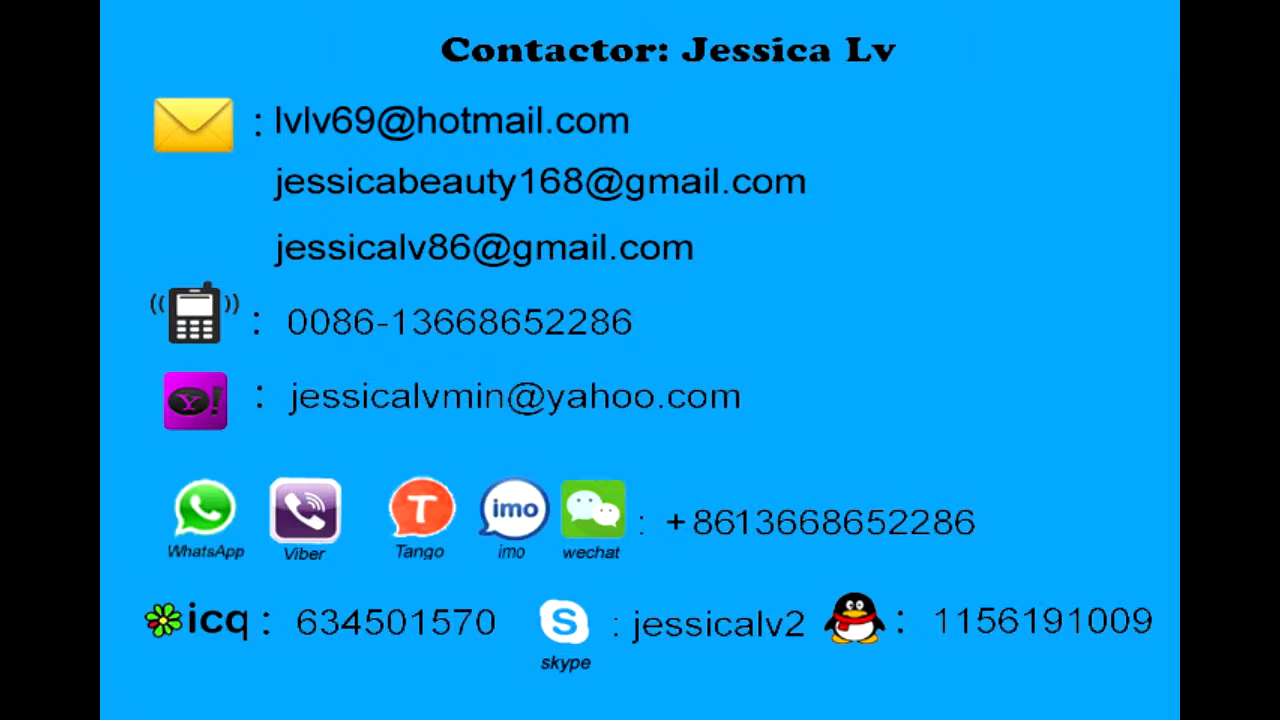 Contactor: Jessica Lv
: lvlv69@hotmail.com
jessicabeauty168@gmail.com
jessicalv86@gmail.com
: 0086-13668652286
Y! : jessicalvmin@yahoo.com
T imo : +8613668652286
WhatsApp Viber Tango imo wechat
icq : 634501570 S : jessicalv2 : 1156191009
skype